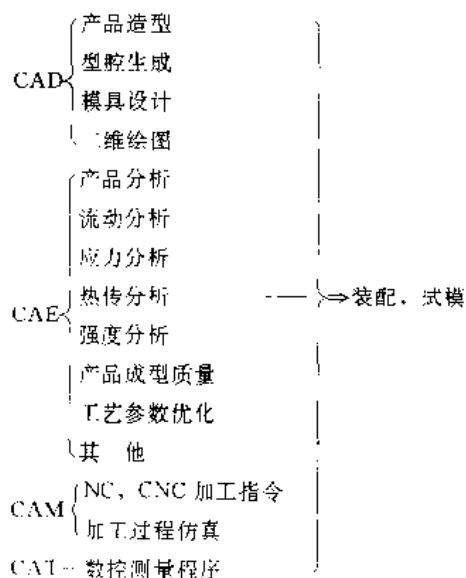 产品造型
型腔生成
CAD
模具设计
二维绘图
产品分析
流动分析
应力分析
热传分析
⇒装配、试模
CAE
强度分析
产品成型质量
工艺参数优化
其 他
NC，CNC 加工指令
CAM
加工过程仿真
CAT－数控测量程序